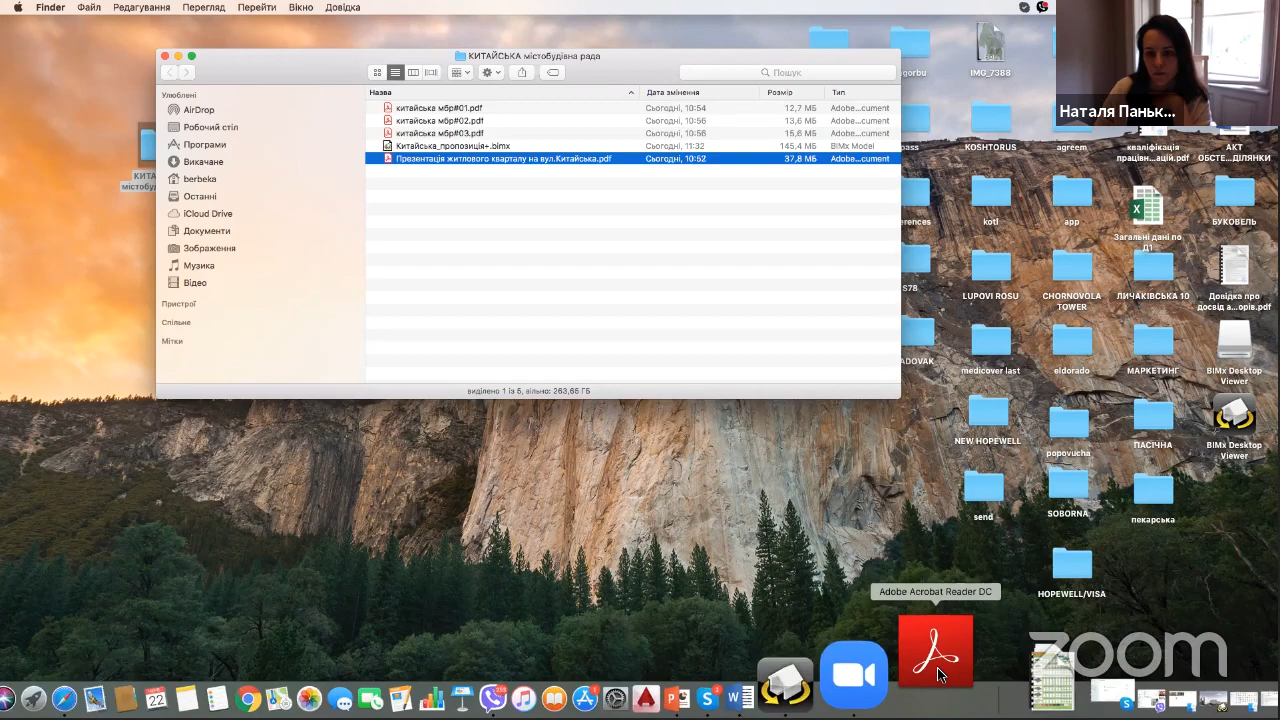 Finder Файл Редагування Перегляд Перейти Вікно Довідка
КИТАЙСЬКА містобудівна рада
Пошук
Улюблені
AirDrop
Робочий стіл
Програми
Викачане
berbeka
Останні
iCloud Drive
Документи
Зображення
Музика
Відео
Пристрої
Спільне
Мітки
Назва Дата змінення Розмір Тип
китайська мбр#01.pdf Сьогодні, 10:54 12,7 МБ Adobe...cument
китайська мбр#02.pdf Сьогодні, 10:56 13,6 МБ Adobe...cument
китайська мбр#03.pdf Сьогодні, 10:56 15,6 МБ Adobe...cument
Китайська_пропозиція+.bimx Сьогодні, 11:32 145,4 МБ BIMx Model
Презентація житлового кварталу на вул.Китайська.pdf Сьогодні, 10:52 37,8 МБ Adobe...cument
виділено 1 із 5, вільно: 263,65 ГБ
Наталя Паньк...
IMG_7388
KOSHTORUS
agreem
кваліфікація
працівн...ацій.pdf
АКТ
ОБСТЕ...ДІЛЯНКИ
kotl
app
Загальні дані по
Д1
БУКОВЕЛЬ
LUPOVI ROSU
CHORNOVOLA
TOWER
ЛИЧАКІВСЬКА 10
Довідка про
досвід а...орів.pdf
medicover last
eldorado
МАРКЕТИНГ
BIMx Desktop
Viewer
NEW HOPEWELL
popovucha
ПАСІЧНА
BIMx Desktop
Viewer
send
SOBORNA
пекарська
HOPEWELL/VISA
Adobe Acrobat Reader DC
zoom